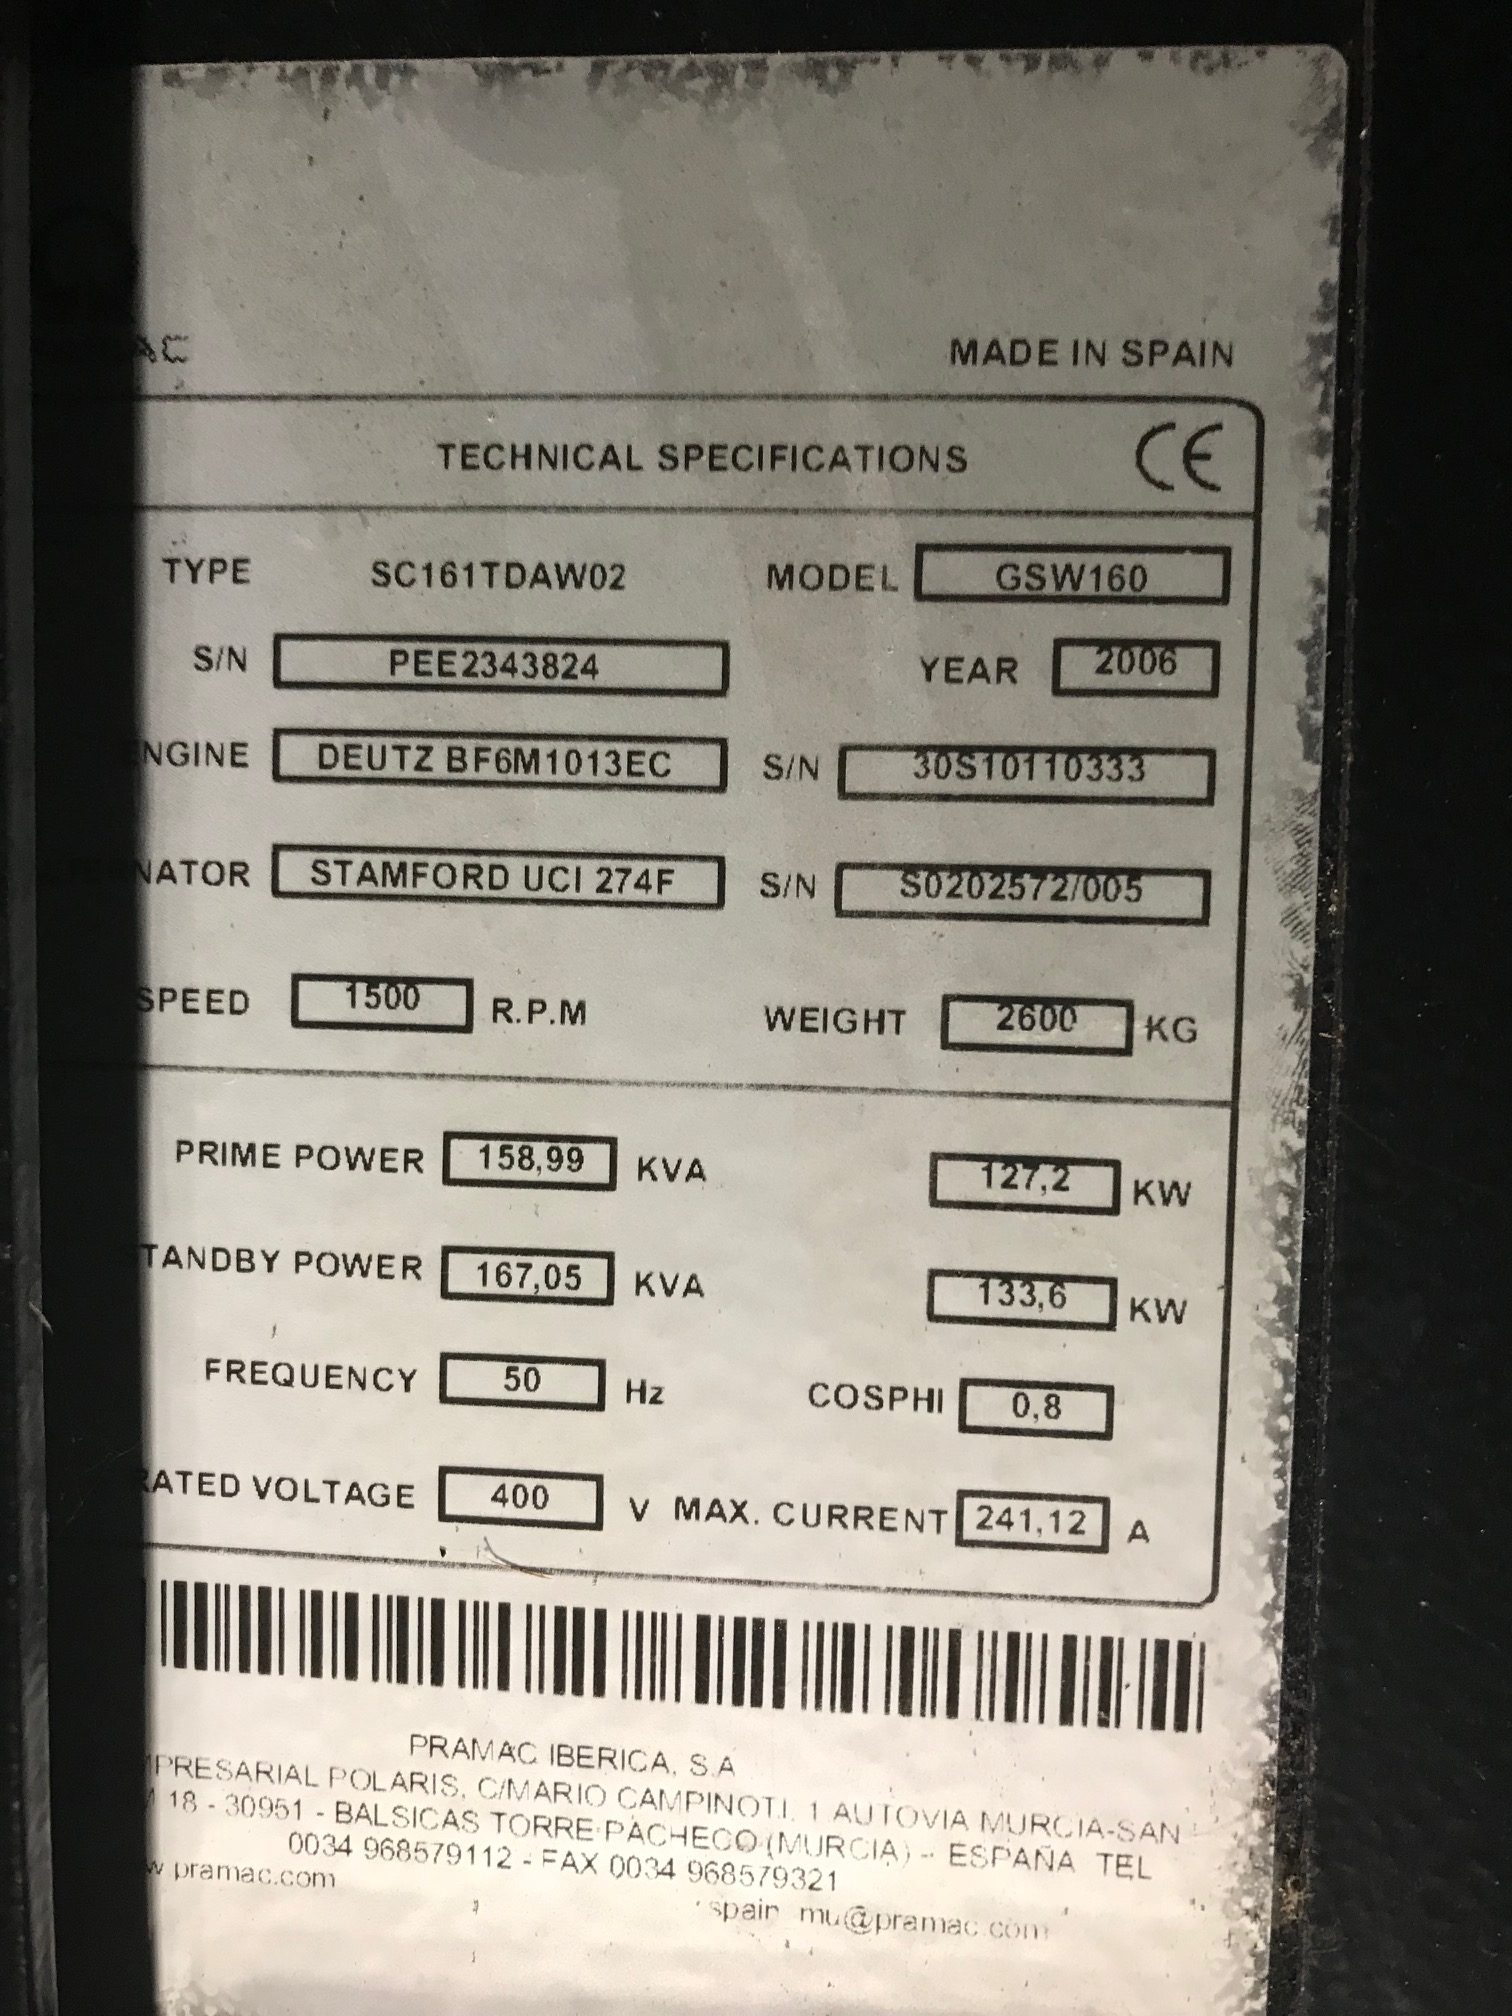 AC MADE IN SPAIN
TECHNICAL SPECIFICATIONS CE
TYPE SC161TDAW02 MODEL GSW160
S/N PEE2343824 YEAR 2006
NGINE DEUTZ BF6M1013EC S/N 30S10110333
NATOR STAMFORD UCI 274F S/N S0202572/005
SPEED 1500 R.P.M WEIGHT 2600 KG
PRIME POWER 158,99 KVA 127,2 KW
TANDBY POWER 167,05 KVA 133,6 KW
FREQUENCY 50 Hz COSPHI 0,8
RATED VOLTAGE 400 V MAX. CURRENT 241,12 A
PRAMAC IBERICA, S.A
MPRESARIAL POLARIS, C/MARIO CAMPINOTI, 1 AUTOVIA MURCIA-SAN
18 - 30951 - BALSICAS TORRE PACHECO (MURCIA) - ESPAÑA TEL
0034 968579112 - FAX 0034 968579321
w pramac.com
spain mu@pramac.com